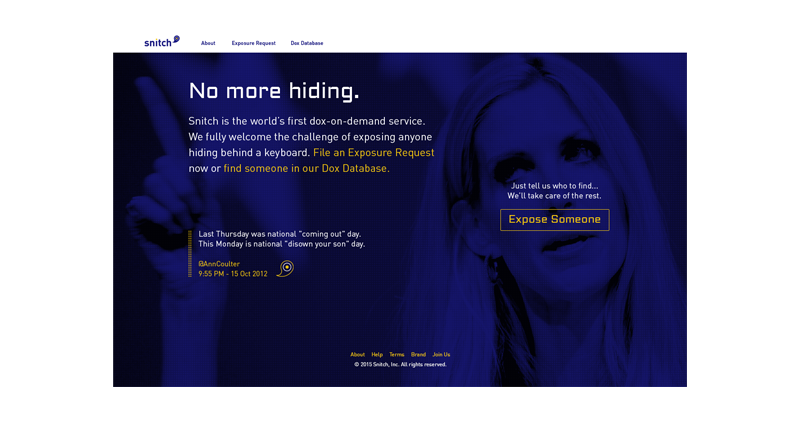 snitch
About Exposure Request Dox Database
No more hiding.
Snitch is the world's first dox-on-demand service.
We fully welcome the challenge of exposing anyone
hiding behind a keyboard. File an Exposure Request
now or find someone in our Dox Database.
Last Thursday was national "coming out" day.
This Monday is national "disown your son" day.
@AnnCoulter
9:55 PM - 15 Oct 2012
Just tell us who to find...
We'll take care of the rest.
Expose Someone
About Help Terms Brand Join Us
© 2015 Snitch, Inc. All rights reserved.